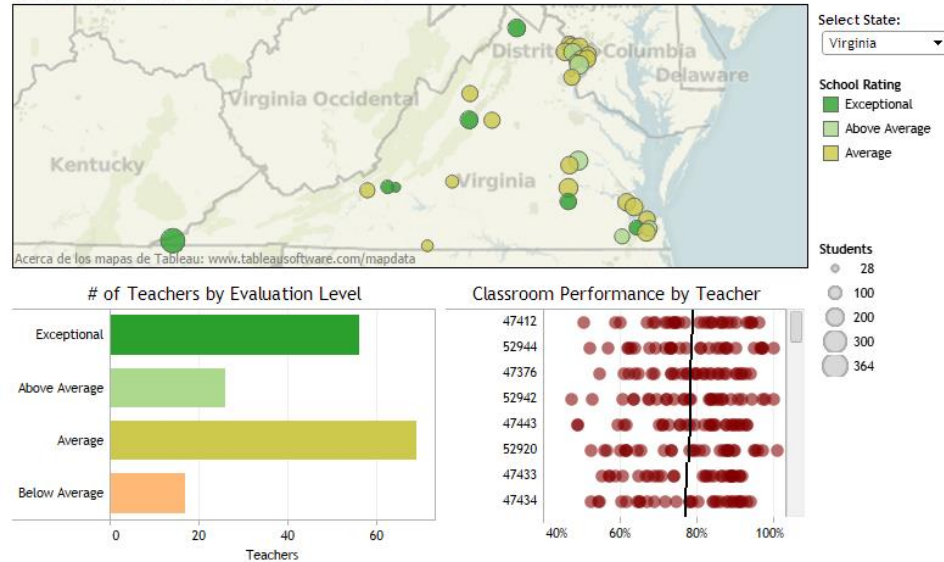 Maryland
District of Columbia
Delaware
Virginia Occidental
Kentucky
Virginia
Acerca de los mapas de Tableau: www.tableausoftware.com/mapdata
Select State:
Virginia
School Rating
Exceptional
Above Average
Average
Students
28
100
200
300
364
# of Teachers by Evaluation Level
Exceptional
Above Average
Average
Below Average
0 20 40 60
Teachers
Classroom Performance by Teacher
47412
52944
47376
52942
47443
52920
47433
47434
40% 60% 80% 100%